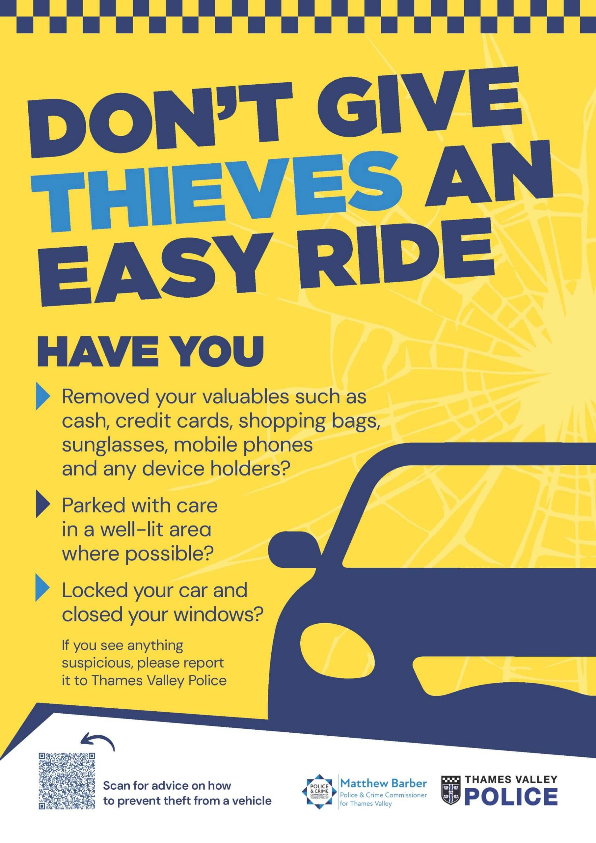 DON'T GIVE
THIEVES AN
EASY RIDE
HAVE YOU
Removed your valuables such as
cash, credit cards, shopping bags,
sunglasses, mobile phones
and any device holders?
Parked with care
in a well-lit area
where possible?
Locked your car and
closed your windows?
If you see anything
suspicious, please report
it to Thames Valley Police
Scan for advice on how
to prevent theft from a vehicle
POLICE
& CRIME
Matthew Barber
Police & Crime Commissioner
for Thames Valley
THAMES VALLEY
POLICE